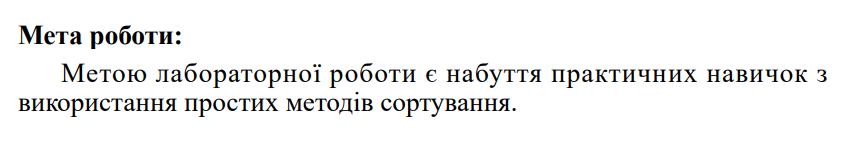 Мета роботи:
Метою лабораторної роботи є набуття практичних навичок з
використання простих методів сортування.